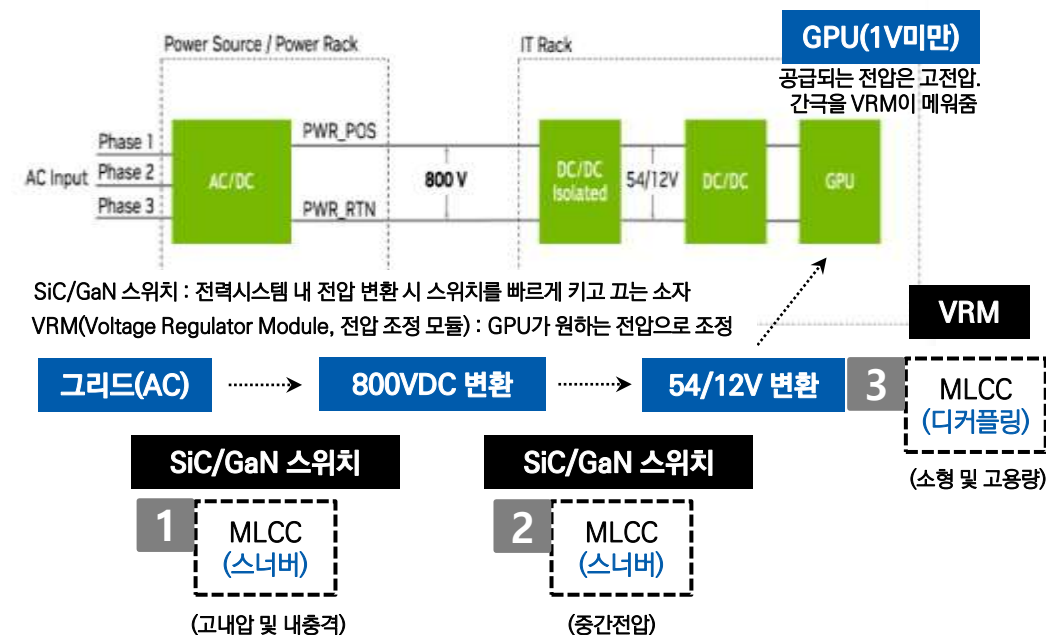 GPU(1V미만)
Power Source / Power Rack
IT Rack
공급되는 전압은 고전압.
간극을 VRM이 메워줌
AC Input
Phase 1
Phase 2
Phase 3
AC/DC
PWR_POS
800 V
PWR_RTN
DC/DC
Isolated
54/12V
DC/DC
GPU
SiC/GaN 스위치 : 전력시스템 내 전압 변환 시 스위치를 빠르게 키고 끄는 소자
VRM(Voltage Regulator Module, 전압 조정 모듈) : GPU가 원하는 전압으로 조정
VRM
그리드(AC)
800VDC 변환
54/12V 변환
3
MLCC
(디커플링)
(소형 및 고용량)
SiC/GaN 스위치
1
MLCC
(스너버)
(고내압 및 내충격)
SiC/GaN 스위치
2
MLCC
(스너버)
(중간전압)